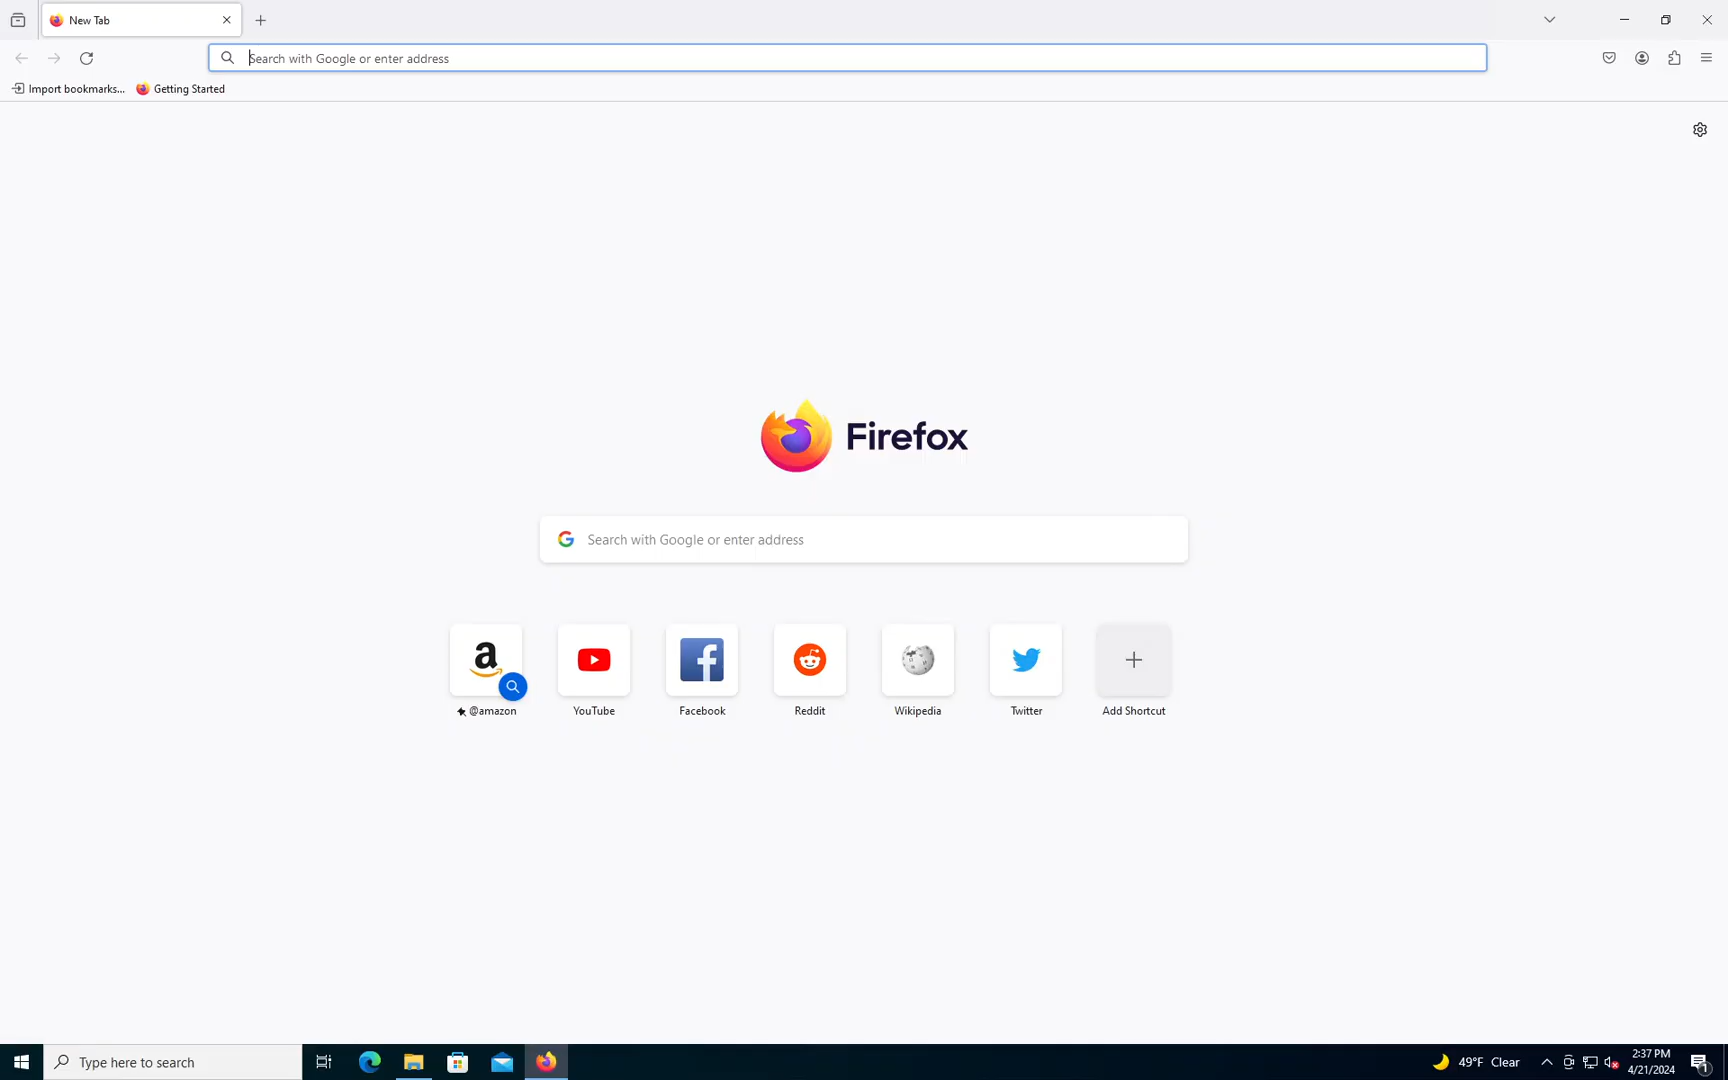 New Tab
Search with Google or enter address
Import bookmarks...
Getting Started
Firefox
Search with Google or enter address
@amazon
YouTube
Facebook
Reddit
Wikipedia
Twitter
Add Shortcut
Type here to search
49°F Clear
2:37 PM
4/21/2024
1